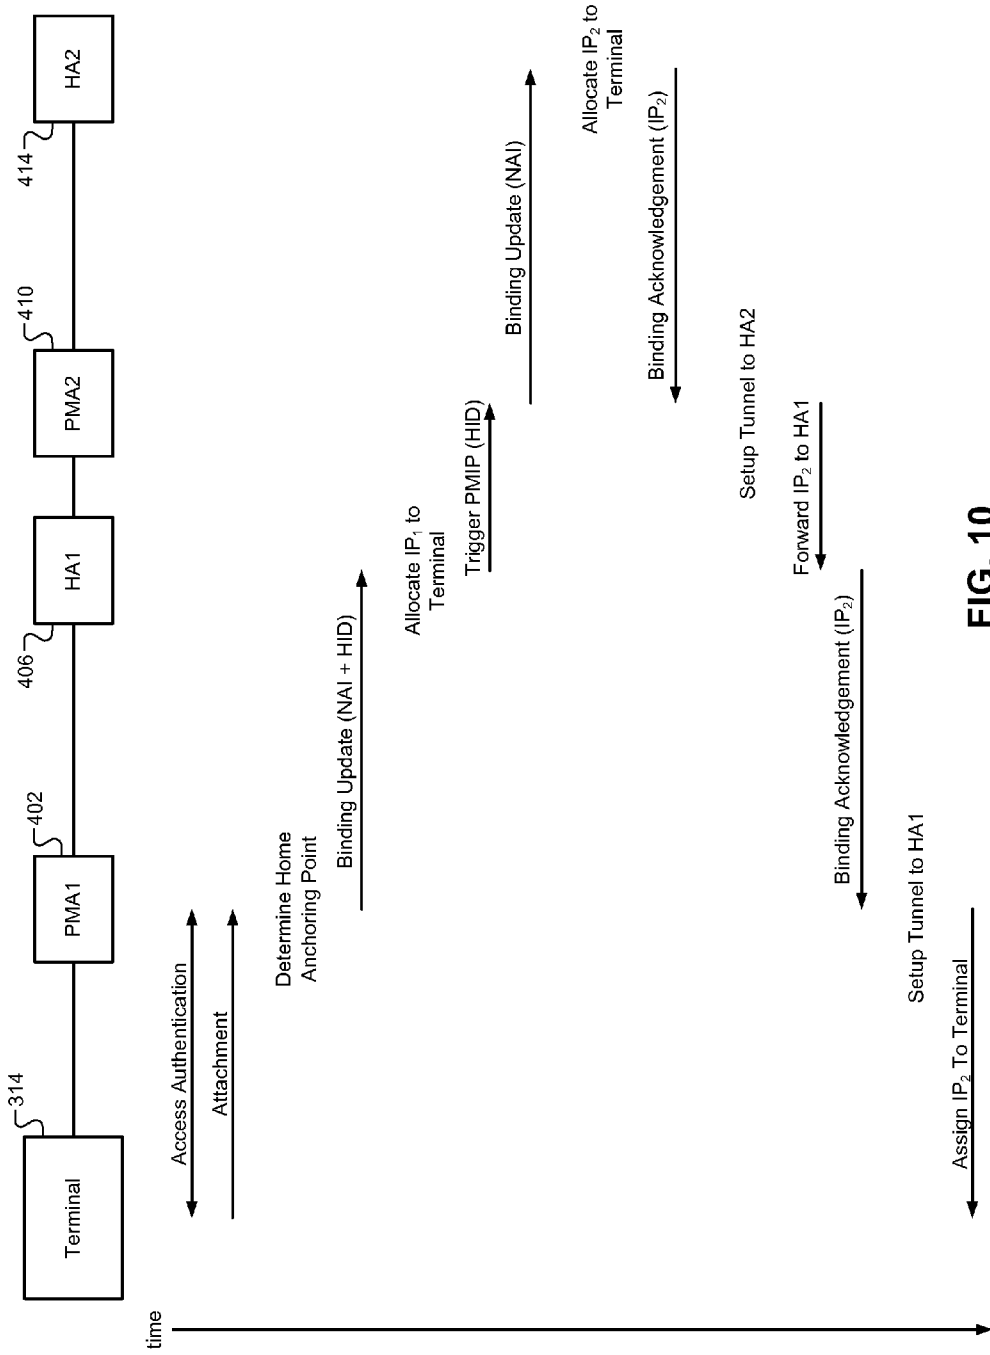 314
402
406
410
414
Terminal
PMA1
HA1
PMA2
HA2
time
Access Authentication
Attachment
Determine Home
Anchoring Point
Binding Update (NAI + HID)
Allocate IP₁ to
Terminal
Trigger PMIP (HID)
Binding Update (NAI)
Allocate IP₂ to
Terminal
Binding Acknowledgement (IP₂)
Setup Tunnel to HA2
Forward IP₂ to HA1
Binding Acknowledgement (IP₂)
Setup Tunnel to HA1
Assign IP₂ To Terminal
FIG. 10